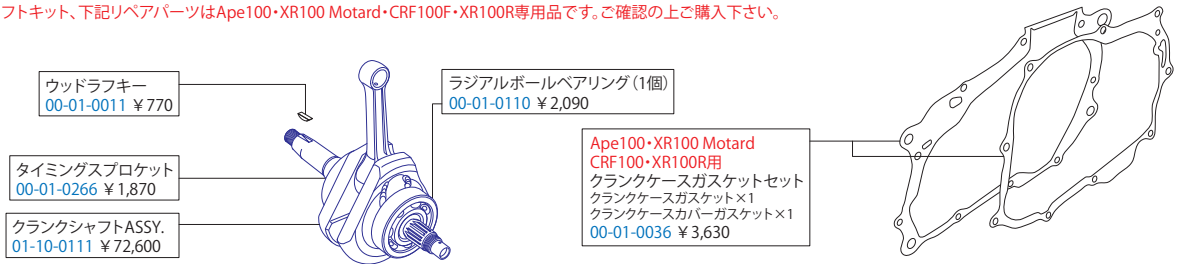 フトキット、下記リペアパーツはApe100・XR100 Motard・CRF100F・XR100R専用品です。ご確認の上ご購入下さい。
ウッドラフキー
00-01-0011 ¥770
ラジアルボールベアリング(1個)
00-01-0110 ¥2,090
タイミングスプロケット
00-01-0266 ¥1,870
クランクシャフトASSY.
01-10-0111 ¥72,600
Ape100・XR100 Motard
CRF100・XR100R用
クランクケースガスケットセット
クランクケースガスケット×1
クランクケースカバーガスケット×1
00-01-0036 ¥3,630